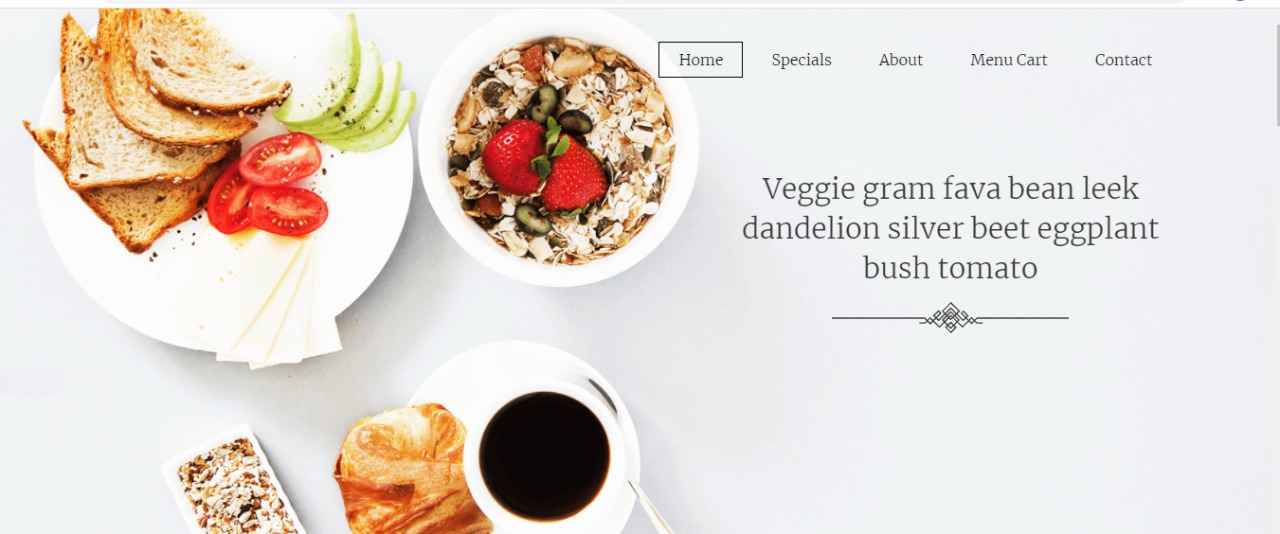 Home Specials About Menu Cart Contact
Veggie gram fava bean leek
dandelion silver beet eggplant
bush tomato